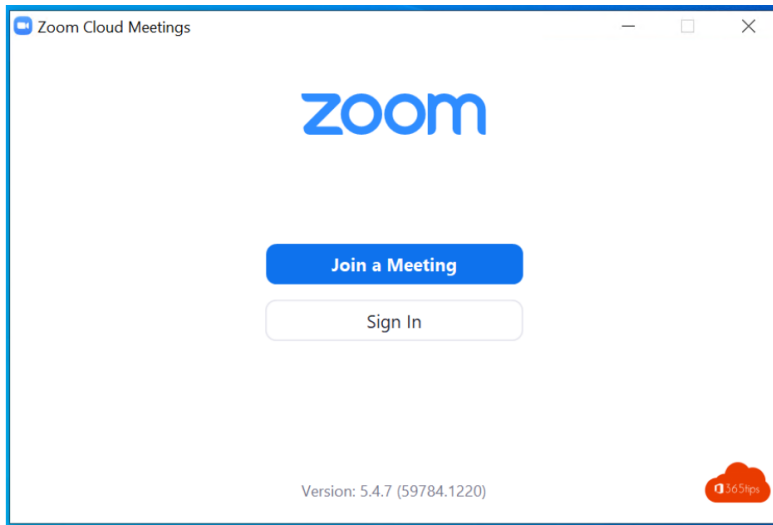 Zoom Cloud Meetings
zoom
Join a Meeting
Sign In
Version: 5.4.7 (59784.1220)
365tips